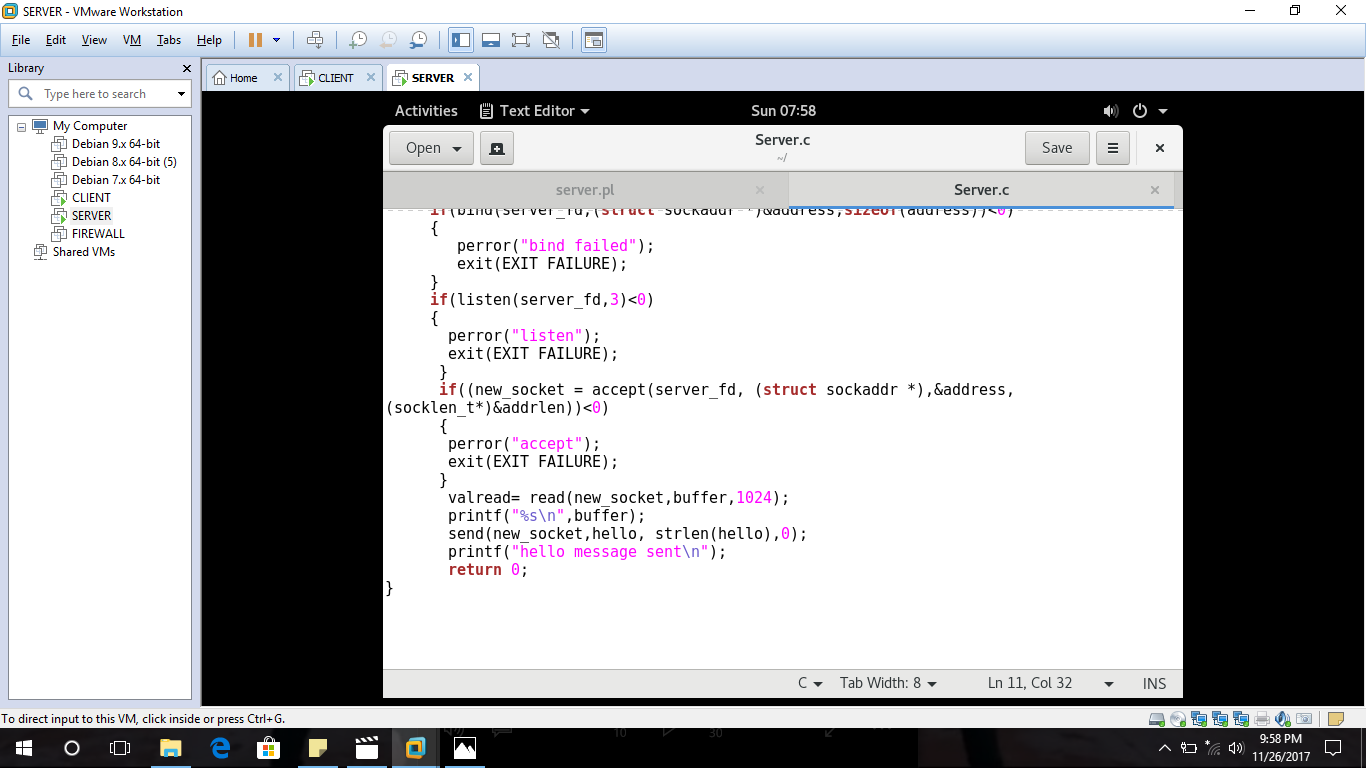 SERVER - VMware Workstation
File Edit View VM Tabs Help
Library
Home CLIENT SERVER
Type here to search
My Computer
Debian 9.x 64-bit
Debian 8.x 64-bit (5)
Debian 7.x 64-bit
CLIENT
SERVER
FIREWALL
Shared VMs
Activities Text Editor Sun 07:58
Open Server.c Save
~/
server.pl Server.c
if(bind(server_fd,(struct sockaddr *)&address,sizeof(address))<0)
{
perror("bind failed");
exit(EXIT FAILURE);
}
if(listen(server_fd,3)<0)
{
perror("listen");
exit(EXIT FAILURE);
}
if((new_socket = accept(server_fd, (struct sockaddr *),&address,
(socklen_t*)&addrlen))<0)
{
perror("accept");
exit(EXIT FAILURE);
}
valread= read(new_socket,buffer,1024);
printf("%s\n",buffer);
send(new_socket,hello, strlen(hello),0);
printf("hello message sent\n");
return 0;
}
C Tab Width: 8 Ln 11, Col 32 INS
To direct input to this VM, click inside or press Ctrl+G.
10 30
9:58 PM
11/26/2017